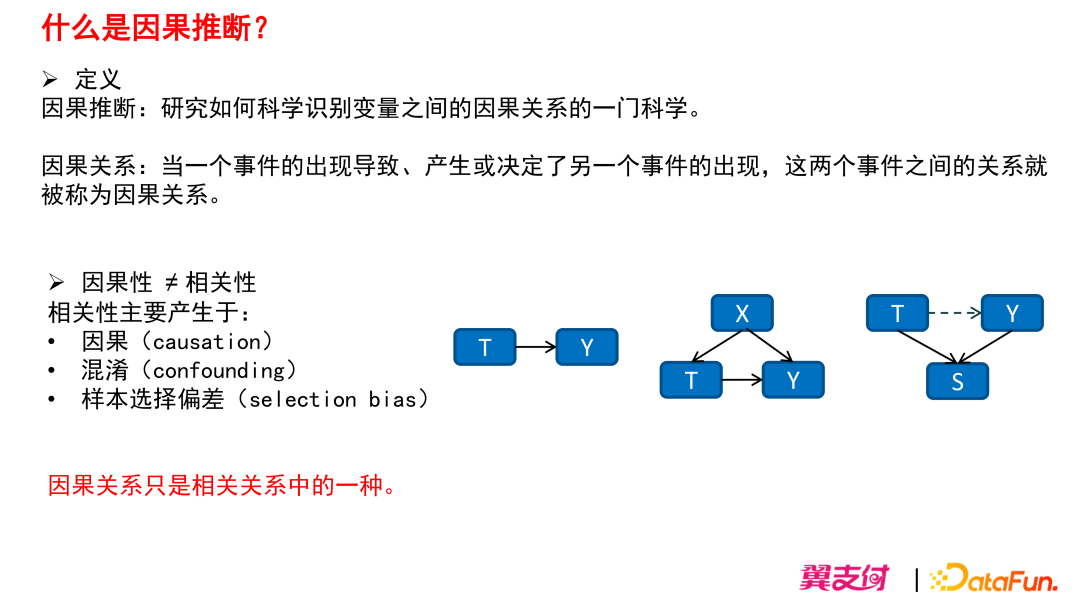 什么是因果推断？
➢ 定义
因果推断：研究如何科学识别变量之间的因果关系的一门科学。
因果关系：当一个事件的出现导致、产生或决定了另一个事件的出现，这两个事件之间的关系就
被称为因果关系。
➢ 因果性 ≠ 相关性
相关性主要产生于：
• 因果（causation）
• 混淆（confounding）
• 样本选择偏差（selection bias）
T
Y
X
T
Y
T
Y
S
因果关系只是相关关系中的一种。
翼支付 | DataFun.